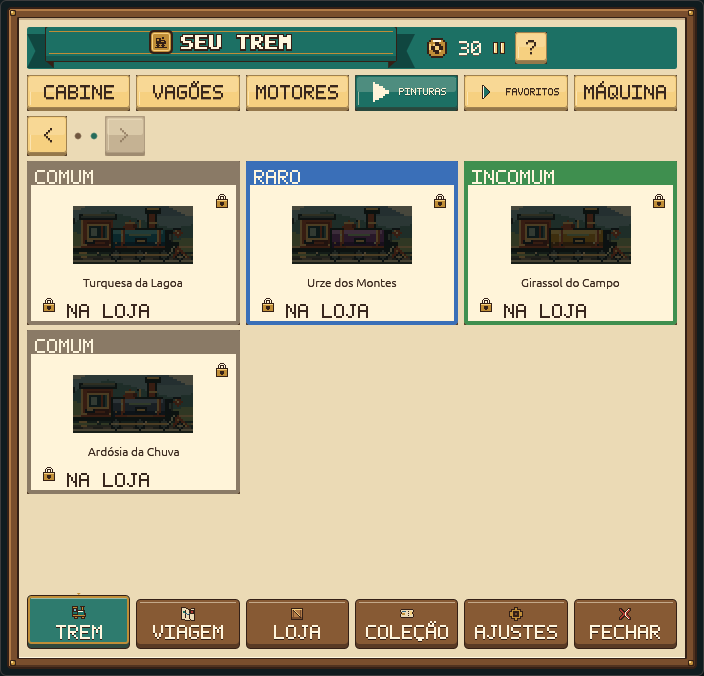 SEU TREM
30
?
CABINE VAGÕES MOTORES PINTURAS FAVORITOS MÁQUINA
< >
COMUM RARO INCOMUM
Turquesa da Lagoa Urze dos Montes Girassol do Campo
NA LOJA NA LOJA NA LOJA
COMUM
Ardósia da Chuva
NA LOJA
TREM VIAGEM LOJA COLEÇÃO AJUSTES FECHAR